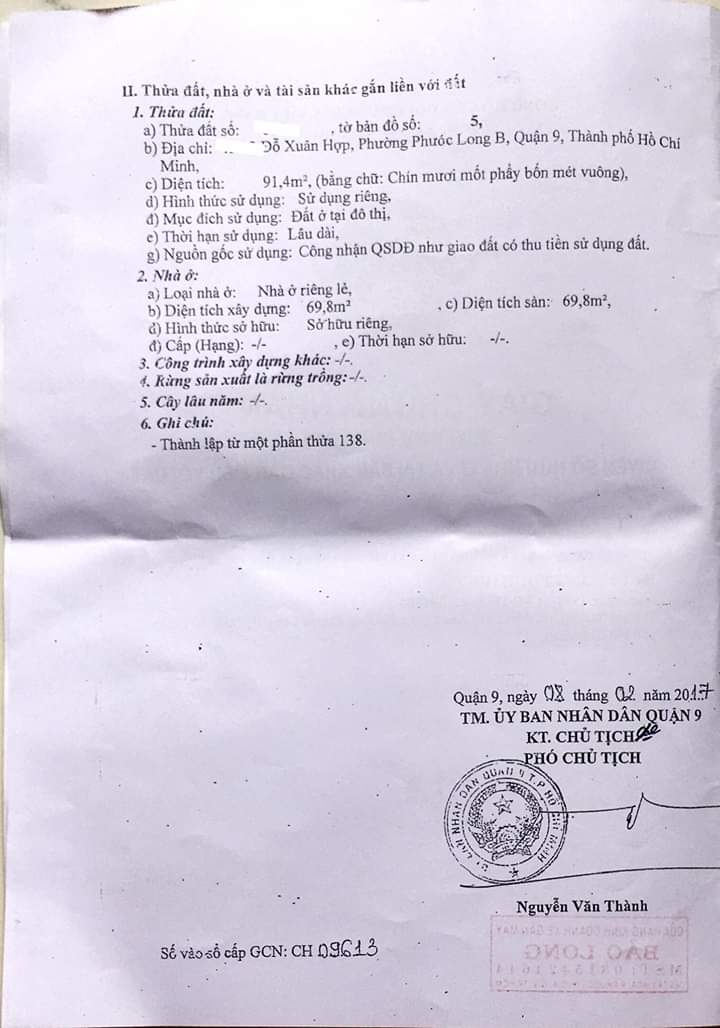 II. Thửa đất, nhà ở và tài sản khác gắn liền với đất
1. Thửa đất:
a) Thửa đất số: , tờ bản đồ số: 5,
b) Địa chỉ: Đỗ Xuân Hợp, Phường Phước Long B, Quận 9, Thành phố Hồ Chí
Minh,
c) Diện tích: 91,4m², (bằng chữ: Chín mươi mốt phẩy bốn mét vuông),
d) Hình thức sử dụng: Sử dụng riêng,
đ) Mục đích sử dụng: Đất ở tại đô thị,
e) Thời hạn sử dụng: Lâu dài,
g) Nguồn gốc sử dụng: Công nhận QSDĐ như giao đất có thu tiền sử dụng đất.
2. Nhà ở:
a) Loại nhà ở: Nhà ở riêng lẻ,
b) Diện tích xây dựng: 69,8m² , c) Diện tích sàn: 69,8m²,
d) Hình thức sở hữu: Sở hữu riêng,
đ) Cấp (Hạng): -/- , e) Thời hạn sở hữu: -/-.
3. Công trình xây dựng khác: -/-.
4. Rừng sản xuất là rừng trồng: -/-.
5. Cây lâu năm: -/-.
6. Ghi chú:
- Thành lập từ một phần thửa 138.
Quận 9, ngày 08 tháng 02 năm 2017
TM. ỦY BAN NHÂN DÂN QUẬN 9
KT. CHỦ TỊCH
PHÓ CHỦ TỊCH
NHÂN DÂN QUẬN 9 T.P HỒ CHÍ MINH
Nguyễn Văn Thành
Số vào sổ cấp GCN: CH 09613
BẢO LONG